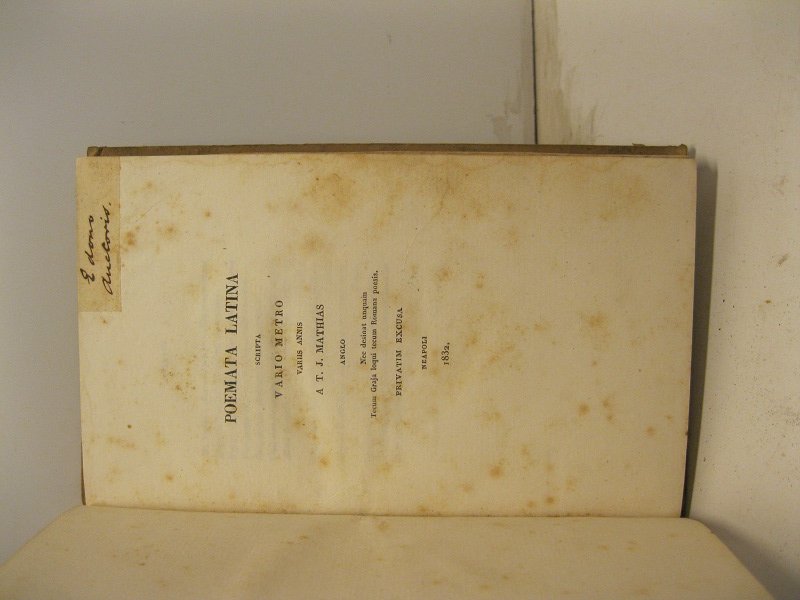 E dono
Auctoris.
POEMATA LATINA
SCRIPTA
VARIO METRO
VARIIS ANNIS
A T. J. MATHIAS
ANGLO
Nec desinat unquam
Tecum Graja loqui tecum Romana poesis.
PRIVATIM EXCUSA
NEAPOLI
1832.